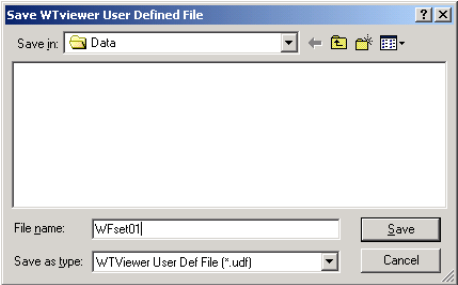 Save WTviewer User Defined File
Save in: Data
File name: WFset01 Save
Save as type: WTViewer User Def File (*.udf) Cancel